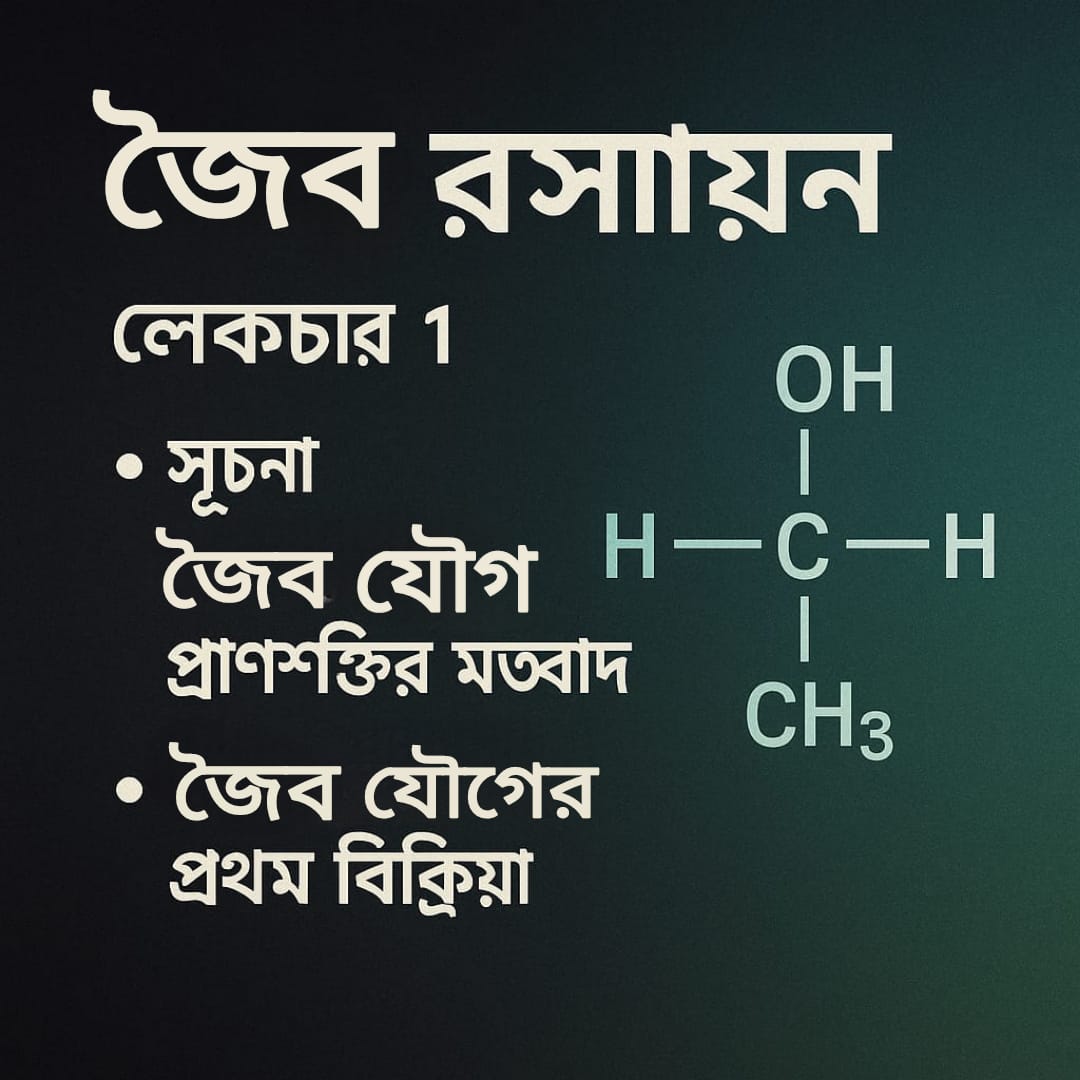 জৈব রসাায়ন
লেকচার 1
• সূচনা
জৈব যৌগ
প্রাণশক্তির মতবাদ
• জৈব যৌগের
প্রথম বিক্রিয়া
OH
H — C — H
CH₃